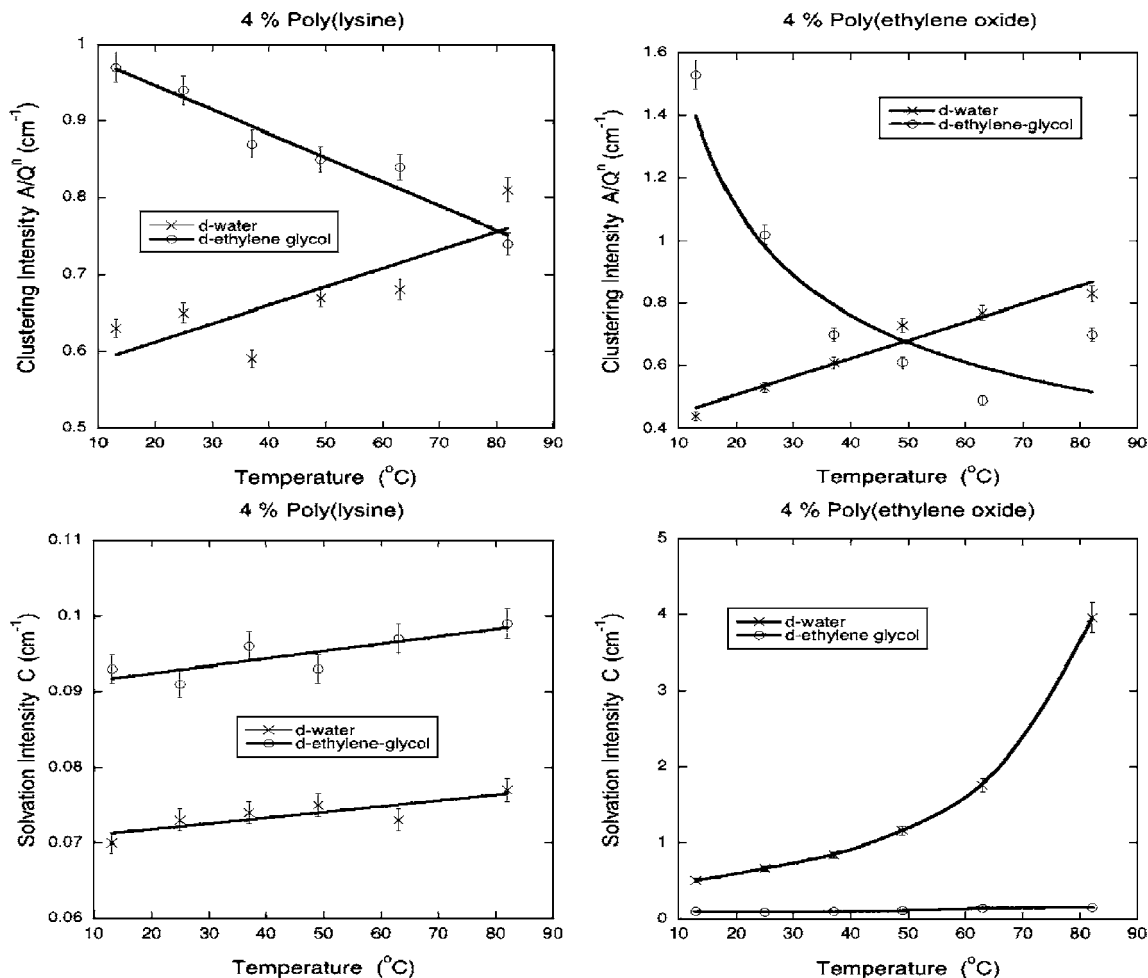 4 % Poly(lysine)
1
0.9
0.8
0.7
0.6
0.5
Clustering Intensity A/Qⁿ (cm⁻¹)
d-water
d-ethylene glycol
10 20 30 40 50 60 70 80 90
Temperature (°C)
4 % Poly(ethylene oxide)
1.6
1.4
1.2
1
0.8
0.6
0.4
Clustering Intensity A/Qⁿ (cm⁻¹)
d-water
d-ethylene-glycol
10 20 30 40 50 60 70 80 90
Temperature (°C)
4 % Poly(lysine)
0.11
0.1
0.09
0.08
0.07
0.06
Solvation Intensity C (cm⁻¹)
d-water
d-ethylene-glycol
10 20 30 40 50 60 70 80 90
Temperature (°C)
4 % Poly(ethylene oxide)
5
4
3
2
1
0
Solvation Intensity C (cm⁻¹)
d-water
d-ethylene glycol
10 20 30 40 50 60 70 80 90
Temperature (°C)